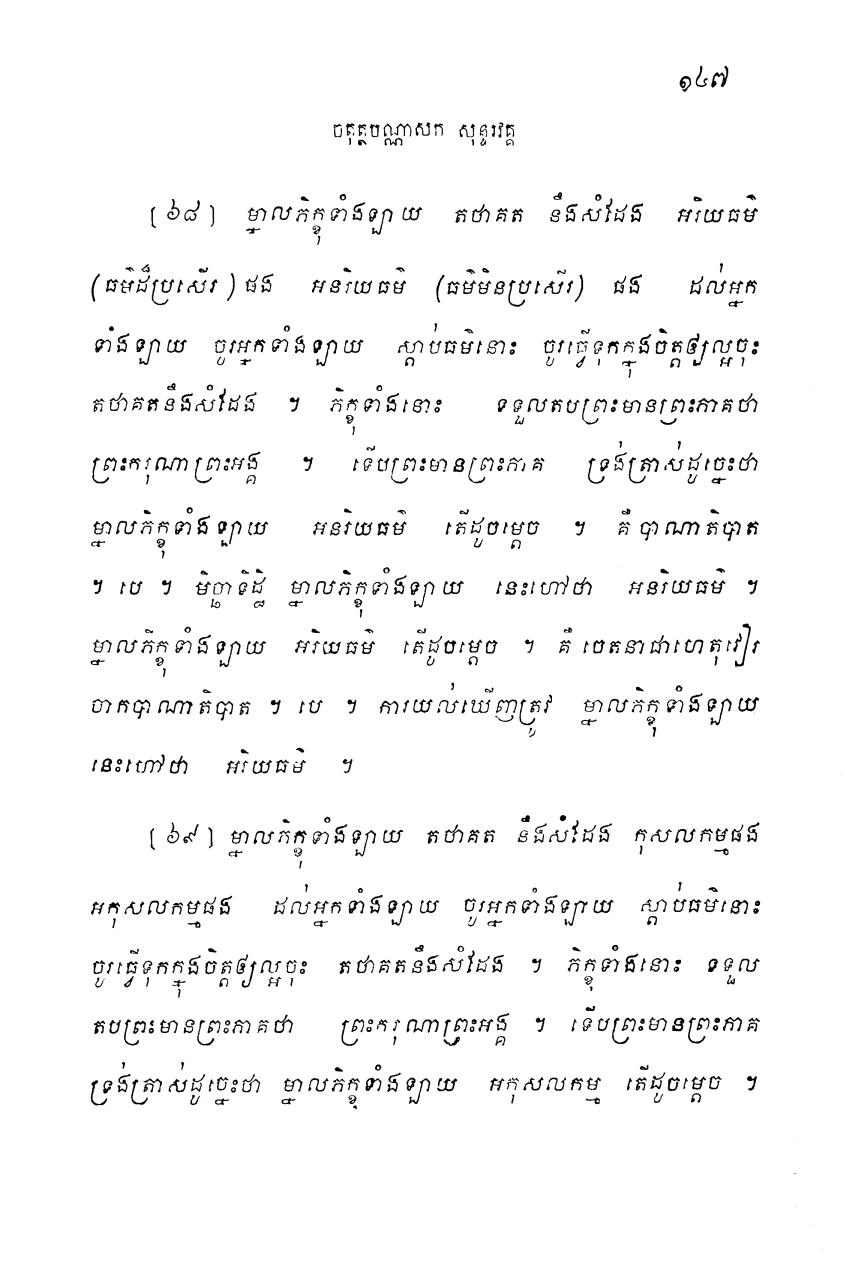 ១៤៧
ចតុត្ថបណ្ណាសក សុន្ទរវគ្គ
[៦៨] ម្នាលភិក្ខុទាំងឡាយ តថាគត នឹងសំដែង អរិយធម៌
(ធម៌ដ៏ប្រសើរ) ផង អនរិយធម៌ (ធម៌មិនប្រសើរ) ផង ដល់អ្នក
ទាំងឡាយ ចូរអ្នកទាំងឡាយ ស្តាប់ធម៌នោះ ចូរធ្វើទុកក្នុងចិត្តឲ្យល្អចុះ
តថាគតនឹងសំដែង ។ ភិក្ខុទាំងនោះ ទទួលតបព្រះមានព្រះភាគថា
ព្រះករុណាព្រះអង្គ ។ ទើបព្រះមានព្រះភាគ ទ្រង់ត្រាស់ដូច្នេះថា
ម្នាលភិក្ខុទាំងឡាយ អនរិយធម៌ តើដូចម្តេច ។ គឺ បាណាតិបាត
។ បេ ។ មិច្ឆាទិដ្ឋិ ម្នាលភិក្ខុទាំងឡាយ នេះហៅថា អនរិយធម៌ ។
ម្នាលភិក្ខុទាំងឡាយ អរិយធម៌ តើដូចម្តេច ។ គឺ ចេតនាជាហេតុវៀរ
ចាកបាណាតិបាត ។ បេ ។ ការយល់ឃើញត្រូវ ម្នាលភិក្ខុទាំងឡាយ
នេះហៅថា អរិយធម៌ ។
[៦៩] ម្នាលភិក្ខុទាំងឡាយ តថាគត នឹងសំដែង កុសលកម្មផង
អកុសលកម្មផង ដល់អ្នកទាំងឡាយ ចូរអ្នកទាំងឡាយ ស្តាប់ធម៌នោះ
ចូរធ្វើទុកក្នុងចិត្តឲ្យល្អចុះ តថាគតនឹងសំដែង ។ ភិក្ខុទាំងនោះ ទទួល
តបព្រះមានព្រះភាគថា ព្រះករុណាព្រះអង្គ ។ ទើបព្រះមានព្រះភាគ
ទ្រង់ត្រាស់ដូច្នេះថា ម្នាលភិក្ខុទាំងឡាយ អកុសលកម្ម តើដូចម្តេច ។